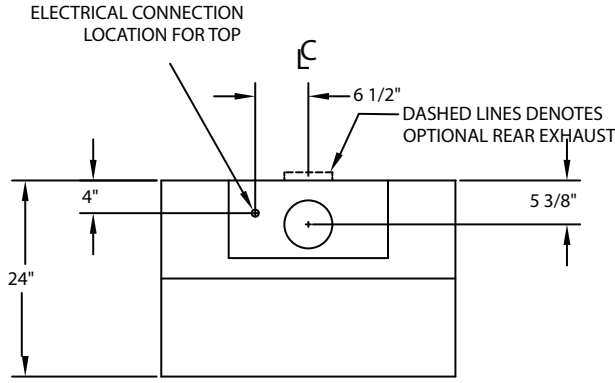 ELECTRICAL CONNECTION
LOCATION FOR TOP
CL
6 1/2"
DASHED LINES DENOTES
OPTIONAL REAR EXHAUST
4"
5 3/8"
24"